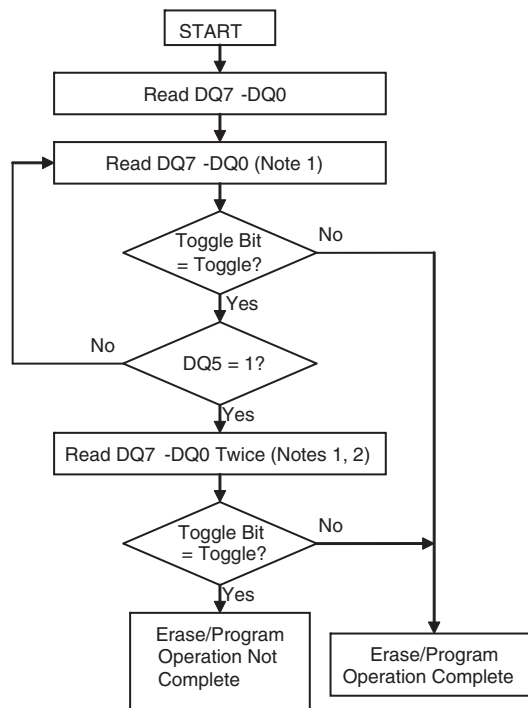 START
Read DQ7 -DQ0
Read DQ7 -DQ0 (Note 1)
Toggle Bit
= Toggle?
No
Yes
No
DQ5 = 1?
Yes
Read DQ7 -DQ0 Twice (Notes 1, 2)
Toggle Bit
= Toggle?
No
Yes
Erase/Program
Operation Not
Complete
Erase/Program
Operation Complete